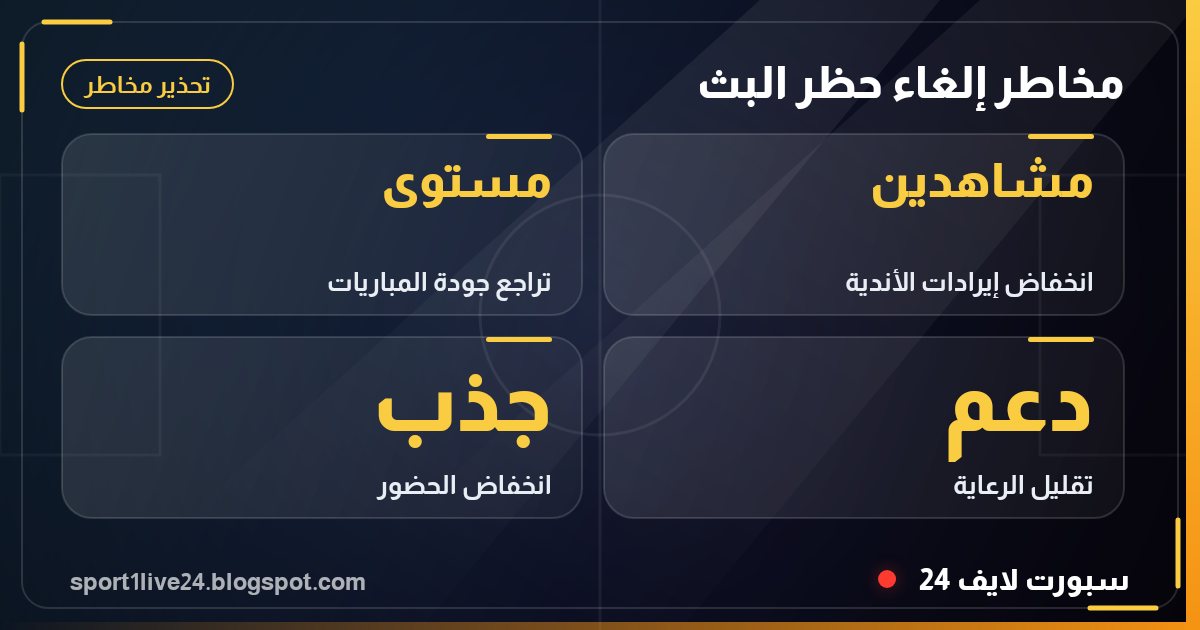 مخاطر إلغاء حظر البث
تحذير مخاطر
مشاهدين
انخفاض إيرادات الأندية
مستوى
تراجع جودة المباريات
دعم
تقليل الرعاية
جذب
انخفاض الحضور
سبورت لايف 24
sport1live24.blogspot.com